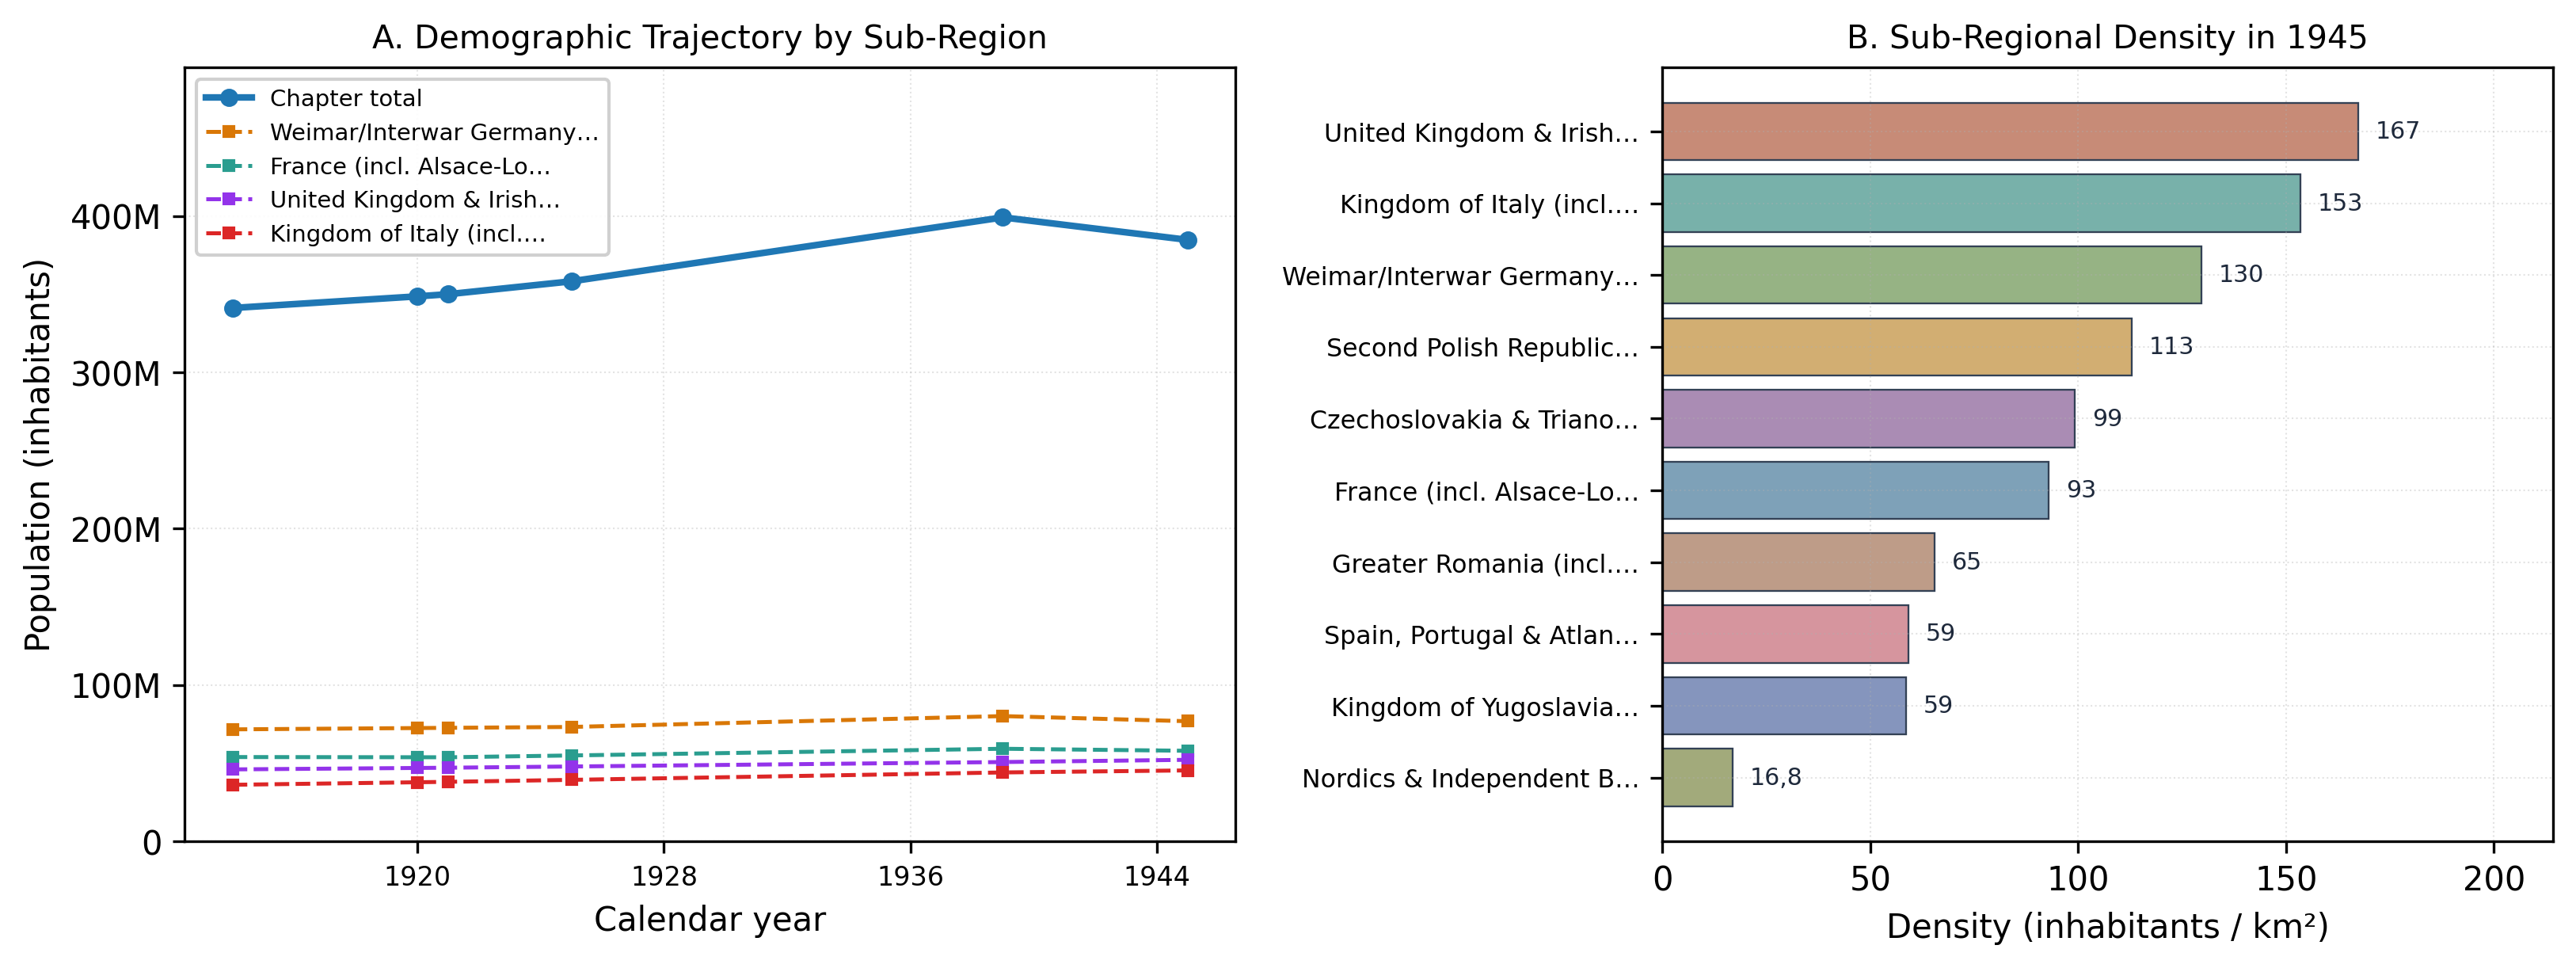 A. Demographic Trajectory by Sub-Region
Chapter total
Weimar/Interwar Germany…
France (incl. Alsace-Lo…
United Kingdom & Irish…
Kingdom of Italy (incl.…
Population (inhabitants)
400M
300M
200M
100M
0
1920
1928
1936
1944
Calendar year
B. Sub-Regional Density in 1945
United Kingdom & Irish…
167
Kingdom of Italy (incl.…
153
Weimar/Interwar Germany…
130
Second Polish Republic…
113
Czechoslovakia & Triano…
99
France (incl. Alsace-Lo…
93
Greater Romania (incl.…
65
Spain, Portugal & Atlan…
59
Kingdom of Yugoslavia…
59
Nordics & Independent B…
16,8
0
50
100
150
200
Density (inhabitants / km²)